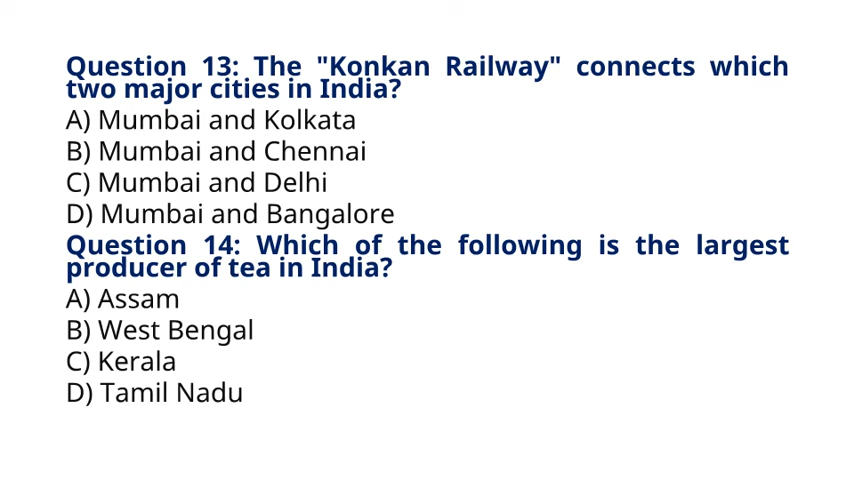 Question 13: The "Konkan Railway" connects which
two major cities in India?
A) Mumbai and Kolkata
B) Mumbai and Chennai
C) Mumbai and Delhi
D) Mumbai and Bangalore
Question 14: Which of the following is the largest
producer of tea in India?
A) Assam
B) West Bengal
C) Kerala
D) Tamil Nadu